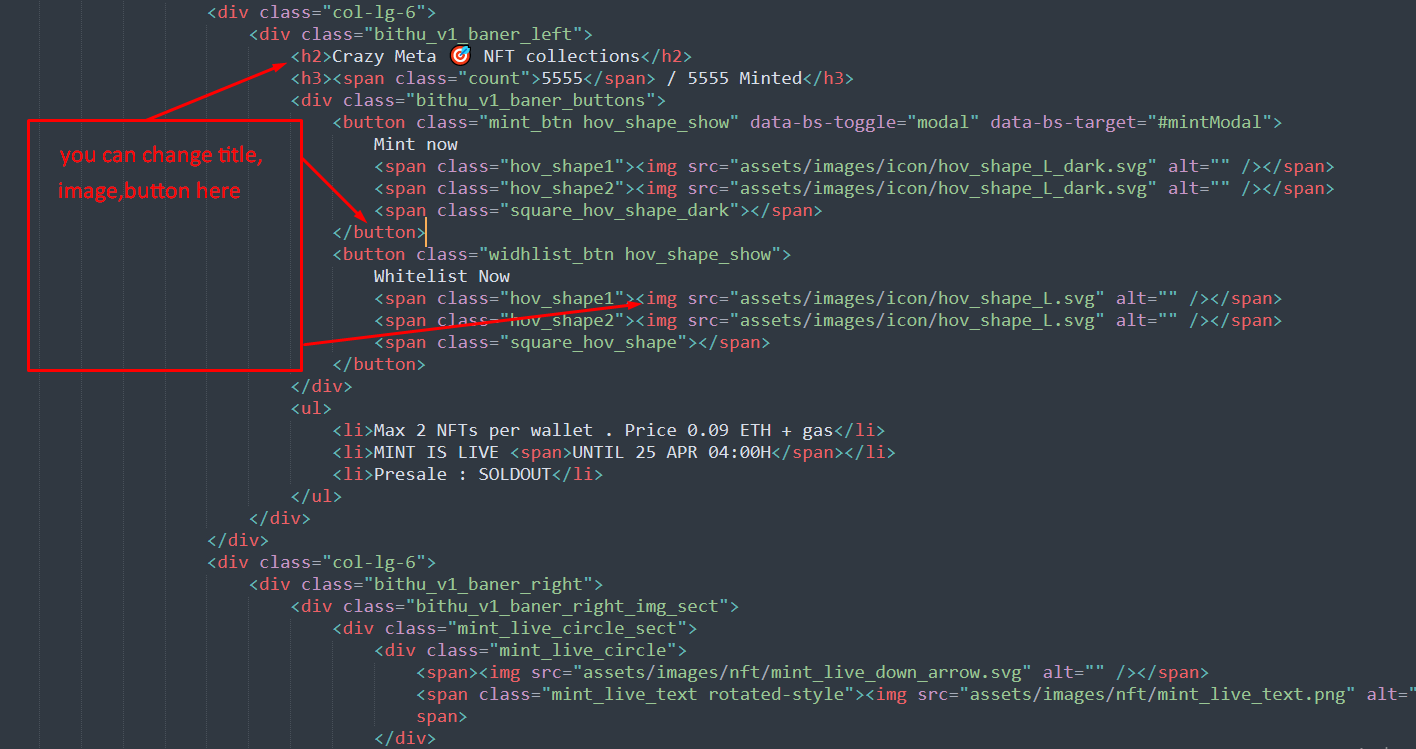 <div class="col-lg-6">
<div class="bithu_v1_baner_left">
<h2>Crazy Meta 🎯 NFT collections</h2>
<h3><span class="count">5555</span> / 5555 Minted</h3>
<div class="bithu_v1_baner_buttons">
<button class="mint_btn hov_shape_show" data-bs-toggle="modal" data-bs-target="#mintModal">
Mint now
you can change title,
<span class="hov_shape1"><img src="assets/images/icon/hov_shape_L_dark.svg" alt="" /></span>
image,button here
<span class="hov_shape2"><img src="assets/images/icon/hov_shape_L_dark.svg" alt="" /></span>
<span class="square_hov_shape_dark"></span>
</button>
<button class="widhlist_btn hov_shape_show">
Whitelist Now
<span class="hov_shape1"><img src="assets/images/icon/hov_shape_L.svg" alt="" /></span>
<span class="hov_shape2"><img src="assets/images/icon/hov_shape_L.svg" alt="" /></span>
<span class="square_hov_shape"></span>
</button>
</div>
<ul>
<li>Max 2 NFTs per wallet . Price 0.09 ETH + gas</li>
<li>MINT IS LIVE <span>UNTIL 25 APR 04:00H</span></li>
<li>Presale : SOLDOUT</li>
</ul>
</div>
</div>
<div class="col-lg-6">
<div class="bithu_v1_baner_right">
<div class="bithu_v1_baner_right_img_sect">
<div class="mint_live_circle_sect">
<div class="mint_live_circle">
<span><img src="assets/images/nft/mint_live_down_arrow.svg" alt="" /></span>
<span class="mint_live_text rotated-style"><img src="assets/images/nft/mint_live_text.png" alt="
span>
</div>